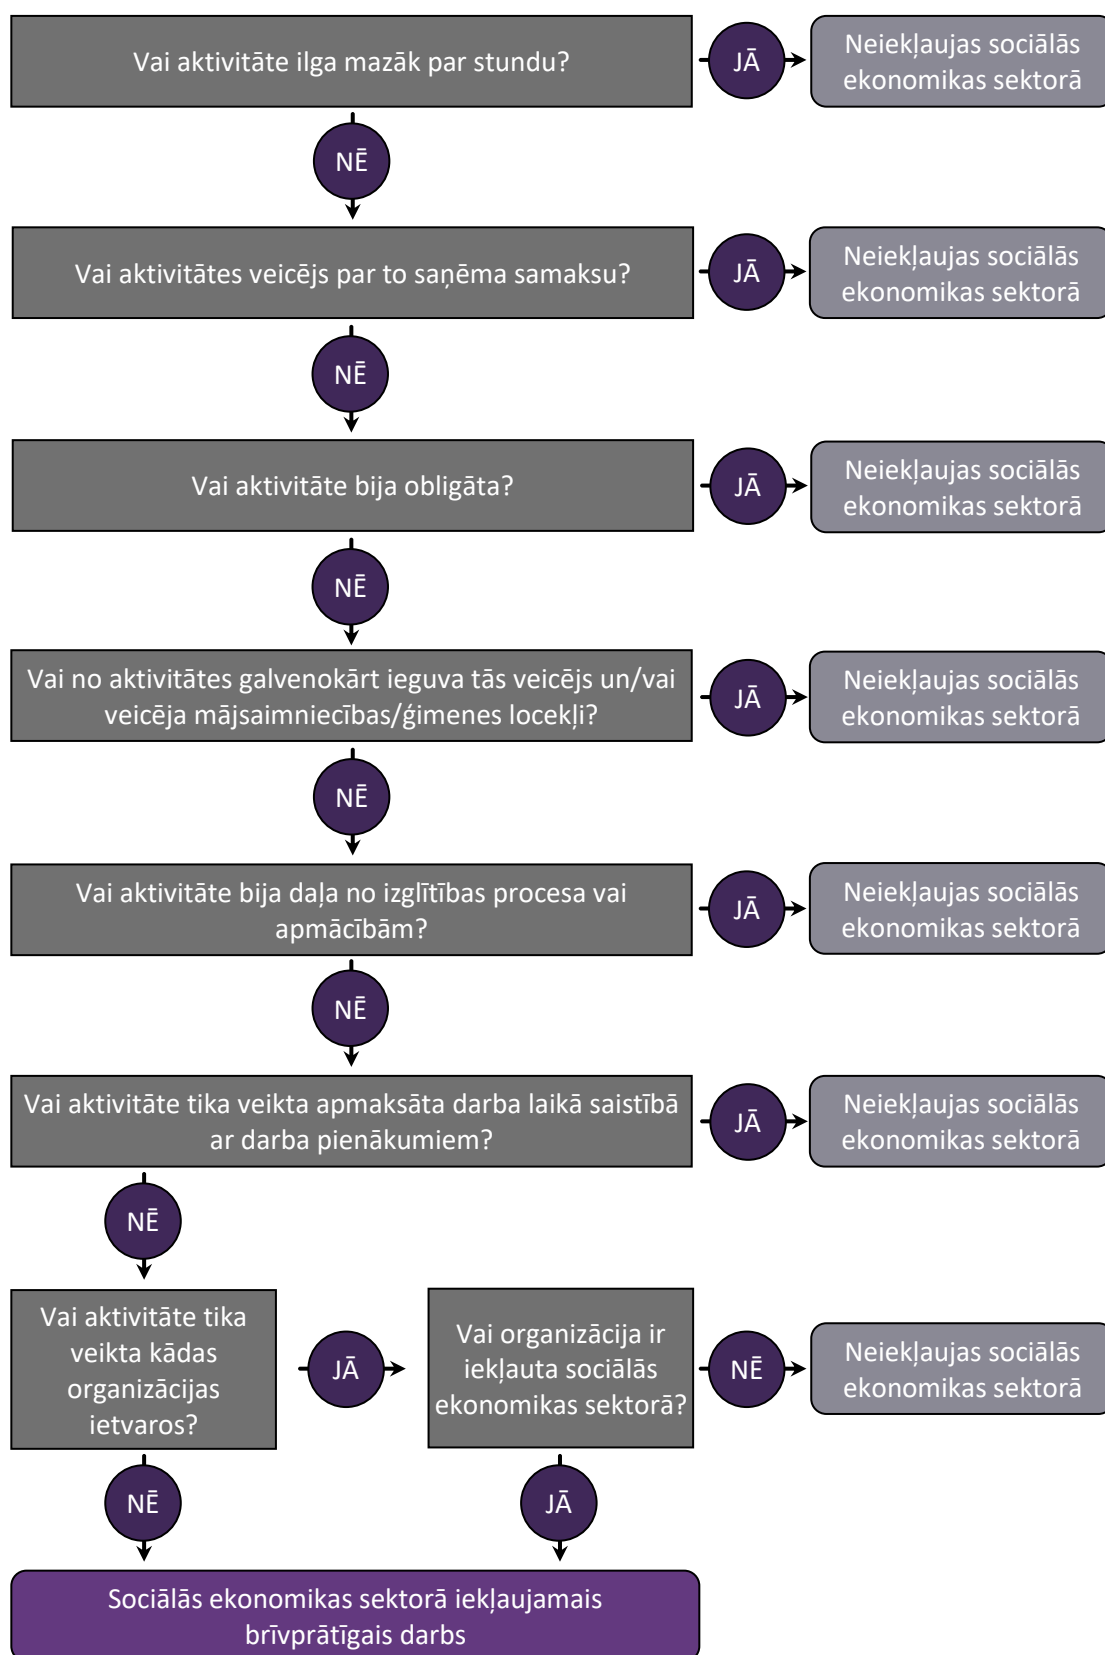 Vai aktivitāte ilga mazāk par stundu?
JĀ
Neiekļaujas sociālās
ekonomikas sektorā
NĒ
Vai aktivitātes veicējs par to saņēma samaksu?
JĀ
Neiekļaujas sociālās
ekonomikas sektorā
NĒ
Vai aktivitāte bija obligāta?
JĀ
Neiekļaujas sociālās
ekonomikas sektorā
NĒ
Vai no aktivitātes galvenokārt ieguva tās veicējs un/vai
veicēja mājsaimniecības/ģimenes locekļi?
JĀ
Neiekļaujas sociālās
ekonomikas sektorā
NĒ
Vai aktivitāte bija daļa no izglītības procesa vai
apmācībām?
JĀ
Neiekļaujas sociālās
ekonomikas sektorā
NĒ
Vai aktivitāte tika veikta apmaksāta darba laikā saistībā
ar darba pienākumiem?
JĀ
Neiekļaujas sociālās
ekonomikas sektorā
NĒ
Vai aktivitāte tika
veikta kādas
organizācijas
ietvaros?
JĀ
Vai organizācija ir
iekļauta sociālās
ekonomikas sektorā?
NĒ
Neiekļaujas sociālās
ekonomikas sektorā
NĒ
JĀ
Sociālās ekonomikas sektorā iekļaujamais
brīvprātīgais darbs